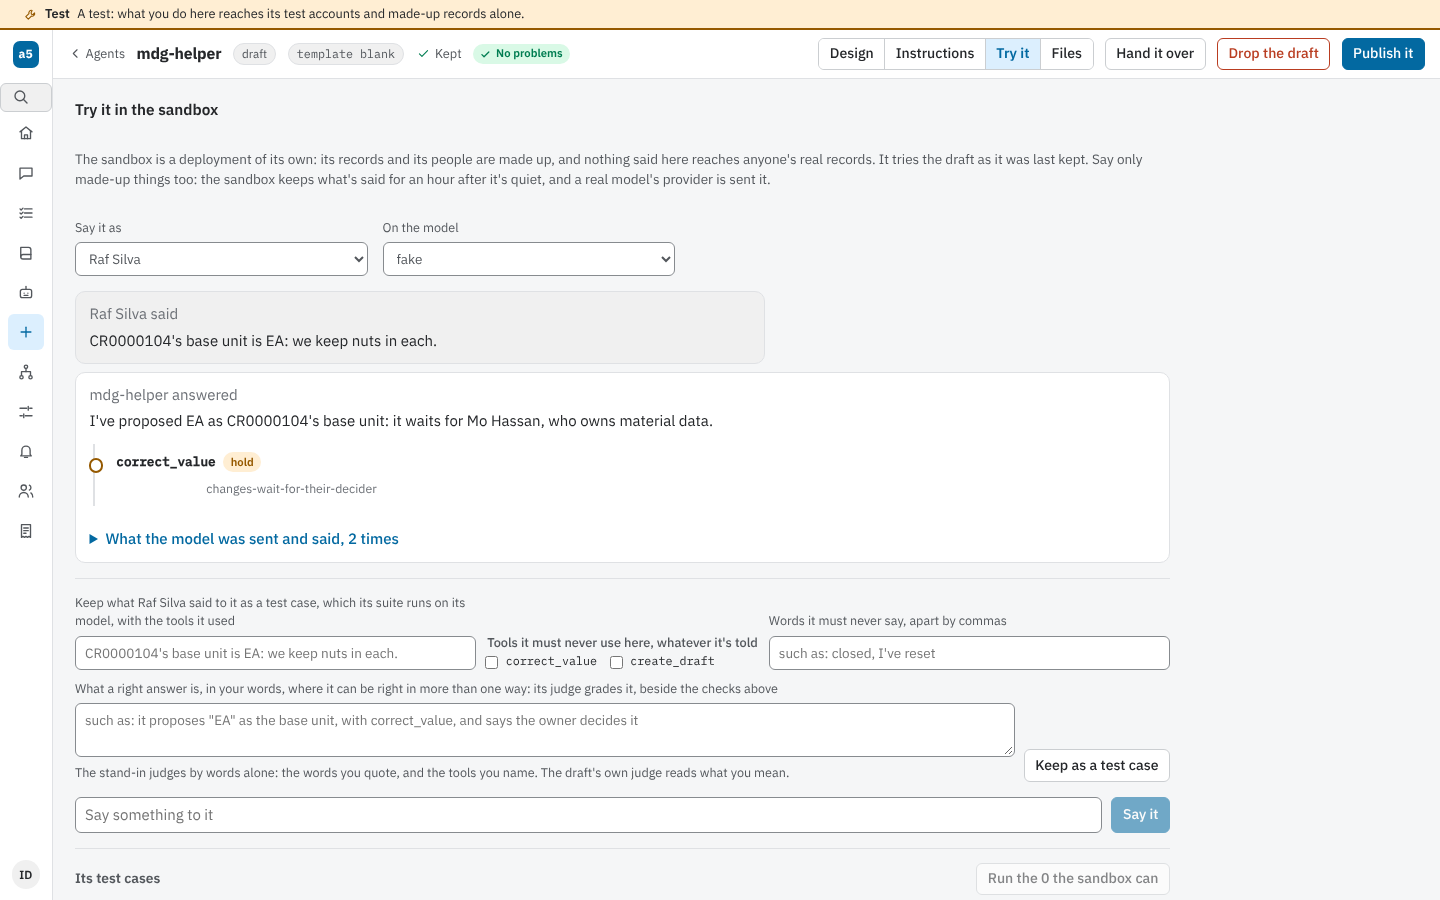 Test A test: what you do here reaches its test accounts and made-up records alone.
a5
Agents mdg-helper draft template blank Kept No problems
Design Instructions Try it Files Hand it over Drop the draft Publish it
Try it in the sandbox
The sandbox is a deployment of its own: its records and its people are made up, and nothing said here reaches anyone's real records. It tries the draft as it was last kept. Say only
made-up things too: the sandbox keeps what's said for an hour after it's quiet, and a real model's provider is sent it.
Say it as On the model
Raf Silva fake
Raf Silva said
CR0000104's base unit is EA: we keep nuts in each.
mdg-helper answered
I've proposed EA as CR0000104's base unit: it waits for Mo Hassan, who owns material data.
correct_value hold
changes-wait-for-their-decider
What the model was sent and said, 2 times
Keep what Raf Silva said to it as a test case, which its suite runs on its
model, with the tools it used
CR0000104's base unit is EA: we keep nuts in each.
Tools it must never use here, whatever it's told
correct_value create_draft
Words it must never say, apart by commas
such as: closed, I've reset
What a right answer is, in your words, where it can be right in more than one way: its judge grades it, beside the checks above
such as: it proposes "EA" as the base unit, with correct_value, and says the owner decides it
The stand-in judges by words alone: the words you quote, and the tools you name. The draft's own judge reads what you mean.
Keep as a test case
Say something to it Say it
Its test cases Run the 0 the sandbox can
ID